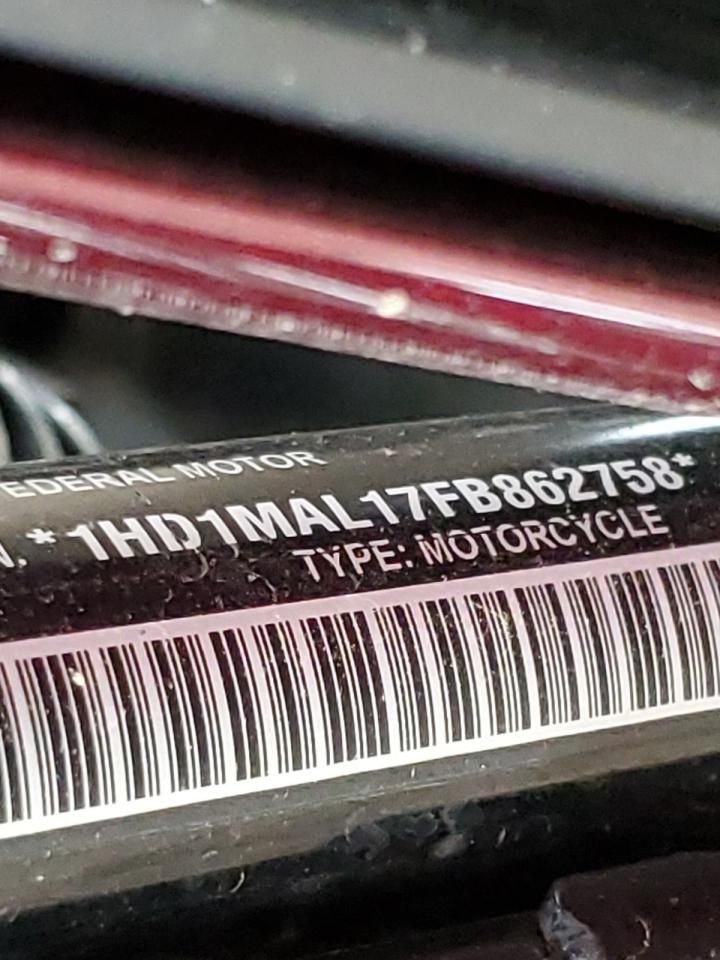 EDERAL MOTOR
N. *1HD1MAL17FB862758*
TYPE: MOTORCYCLE